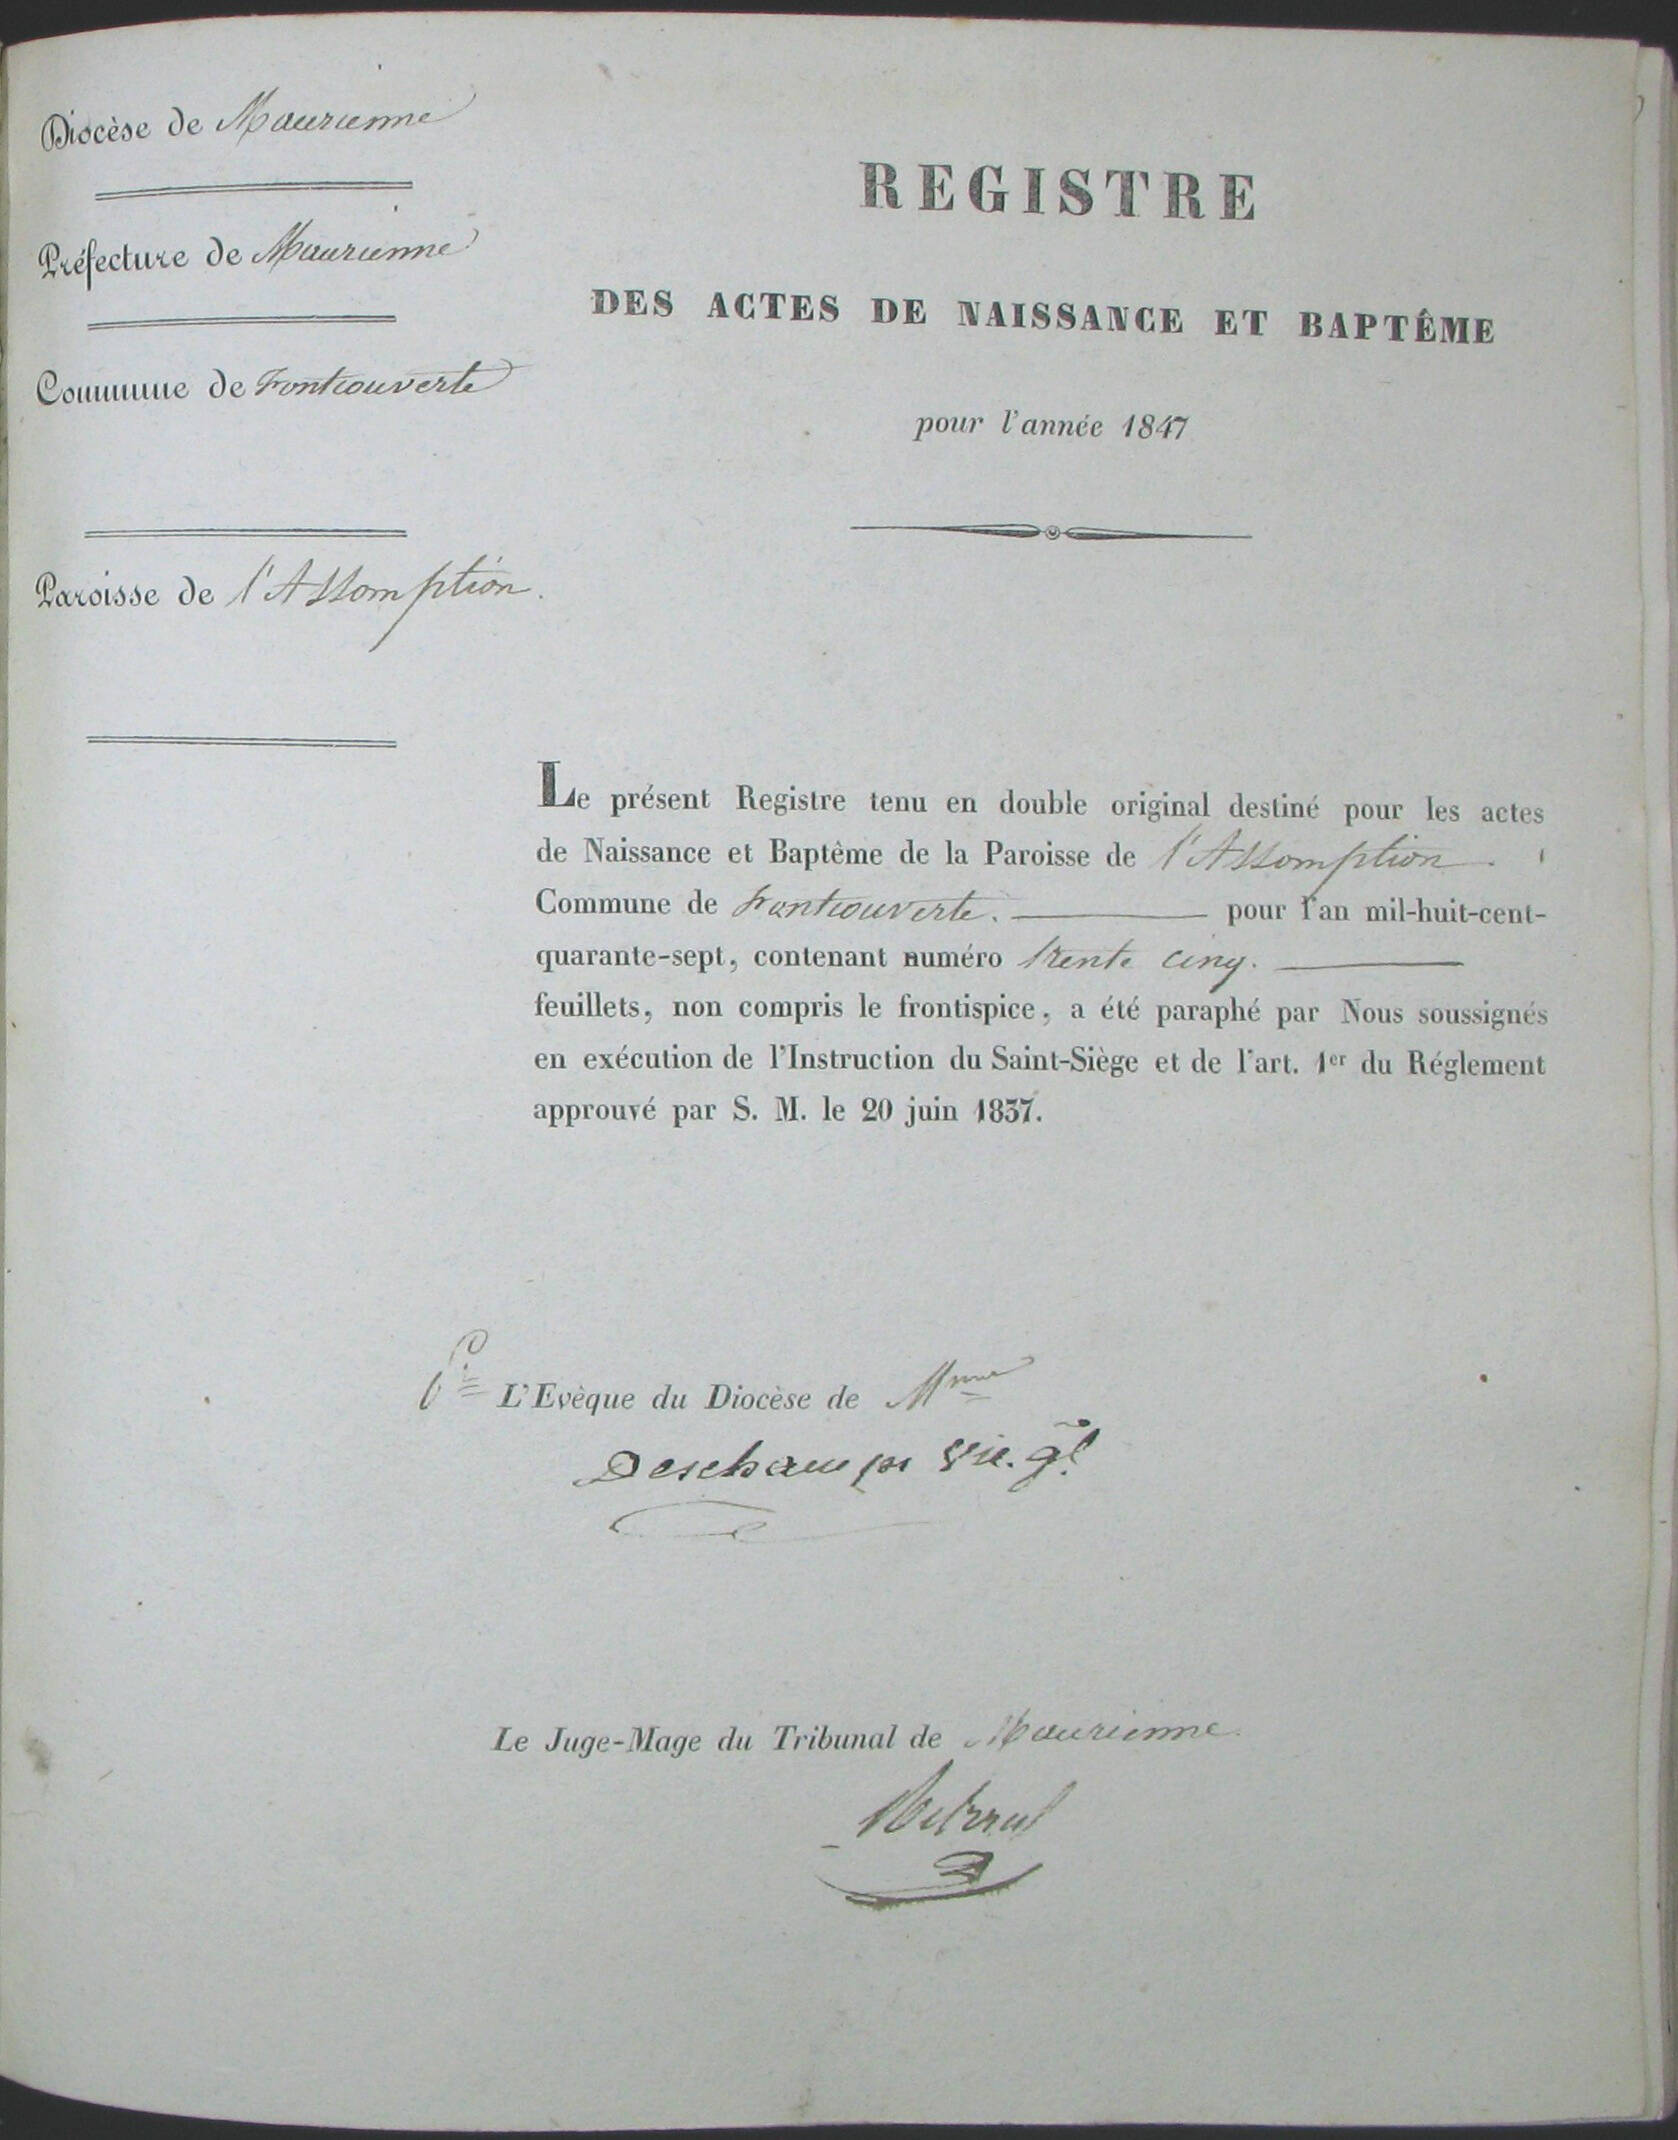 Diocèse de Maurienne
Préfecture de Maurienne
Commune de Fontcouverte
Paroisse de l'Assomption.
REGISTRE
DES ACTES DE NAISSANCE ET BAPTÊME
pour l'année 1847
Le présent Registre tenu en double original destiné pour les actes
de Naissance et Baptême de la Paroisse de l'Assomption.
Commune de Fontcouverte. pour l'an mil-huit-cent-
quarante-sept, contenant numéro trente cinq.
feuillets, non compris le frontispice, a été paraphé par Nous soussignés
en exécution de l'Instruction du Saint-Siège et de l'art. 1er du Réglement
approuvé par S. M. le 20 juin 1837.
L'Evêque du Diocèse de Mnne
Deschamps vic. gl
Le Juge-Mage du Tribunal de Maurienne